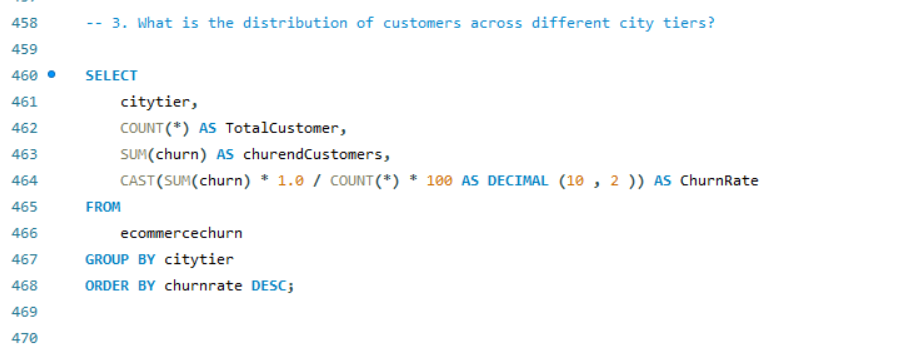 458 -- 3. What is the distribution of customers across different city tiers?
459
460 SELECT
461 citytier,
462 COUNT(*) AS TotalCustomer,
463 SUM(churn) AS churendCustomers,
464 CAST(SUM(churn) * 1.0 / COUNT(*) * 100 AS DECIMAL (10 , 2 )) AS ChurnRate
465 FROM
466 ecommercechurn
467 GROUP BY citytier
468 ORDER BY churnrate DESC;
469
470